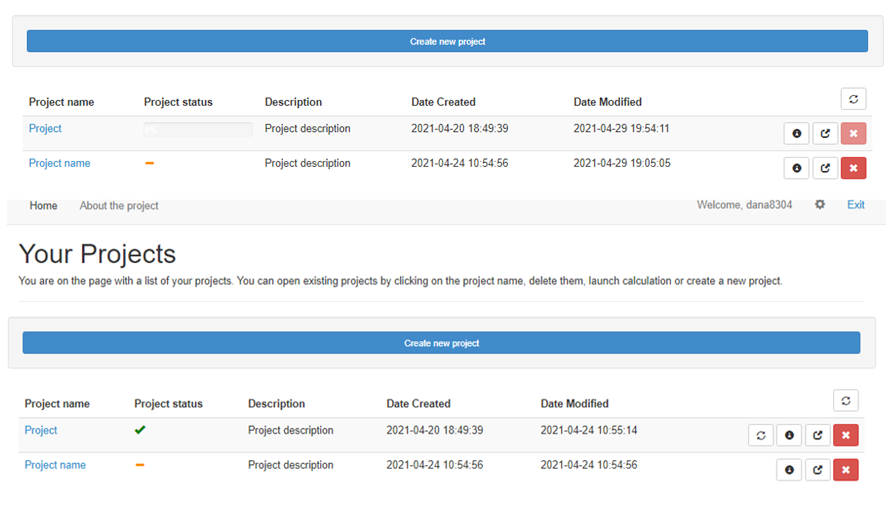 Create new project
Project name Project status Description Date Created Date Modified
Project 0% Project description 2021-04-20 18:49:39 2021-04-29 19:54:11
Project name Project description 2021-04-24 10:54:56 2021-04-29 19:05:05
Home About the project Welcome, dana8304 Exit
Your Projects
You are on the page with a list of your projects. You can open existing projects by clicking on the project name, delete them, launch calculation or create a new project.
Create new project
Project name Project status Description Date Created Date Modified
Project Project description 2021-04-20 18:49:39 2021-04-24 10:55:14
Project name Project description 2021-04-24 10:54:56 2021-04-24 10:54:56